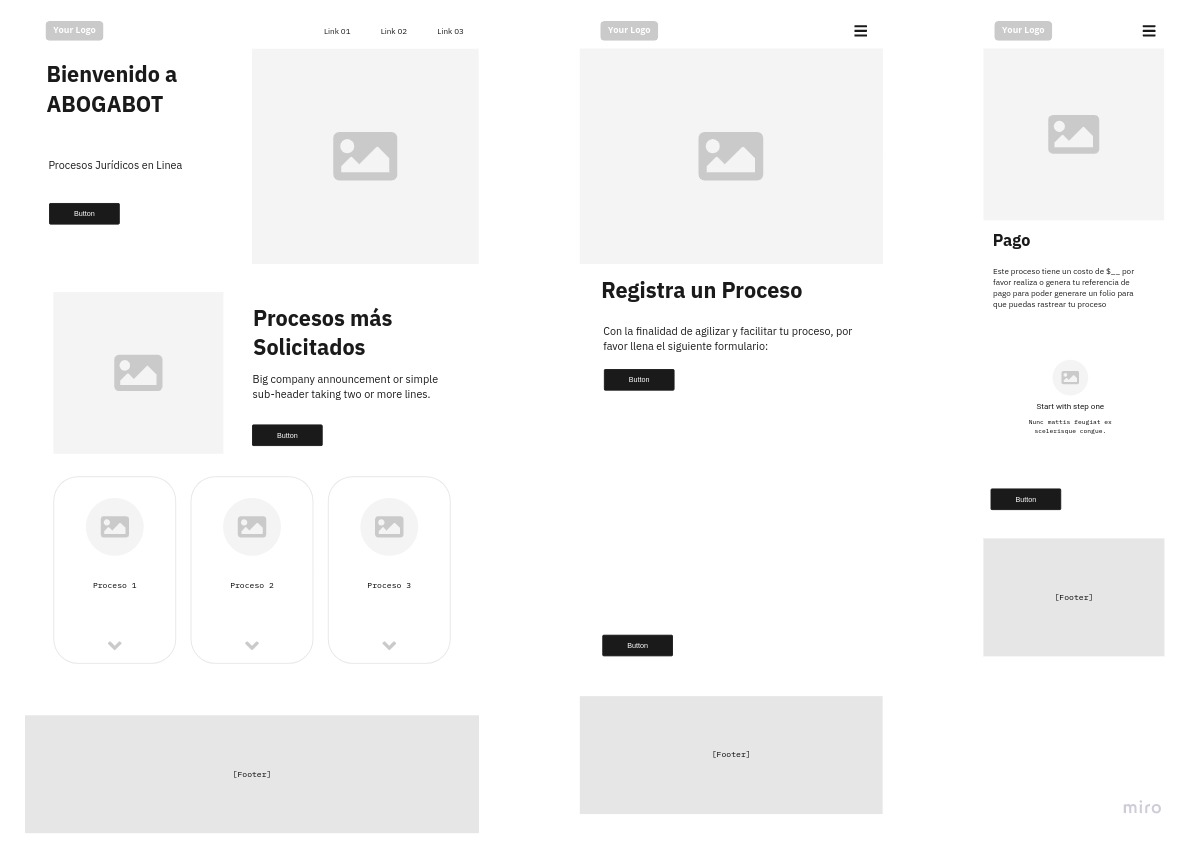 Your Logo
Link 01
Link 02
Link 03
Bienvenido a
ABOGABOT
Procesos Jurídicos en Linea
Button
Procesos más
Solicitados
Big company announcement or simple
sub-header taking two or more lines.
Button
Proceso 1
Proceso 2
Proceso 3
[Footer]
Your Logo
Registra un Proceso
Con la finalidad de agilizar y facilitar tu proceso, por
favor llena el siguiente formulario:
Button
Button
[Footer]
Your Logo
Pago
Este proceso tiene un costo de $__ por
favor realiza o genera tu referencia de
pago para poder generare un folio para
que puedas rastrear tu proceso
Start with step one
Nunc mattis feugiat ex
scelerisque congue.
Button
[Footer]
miro